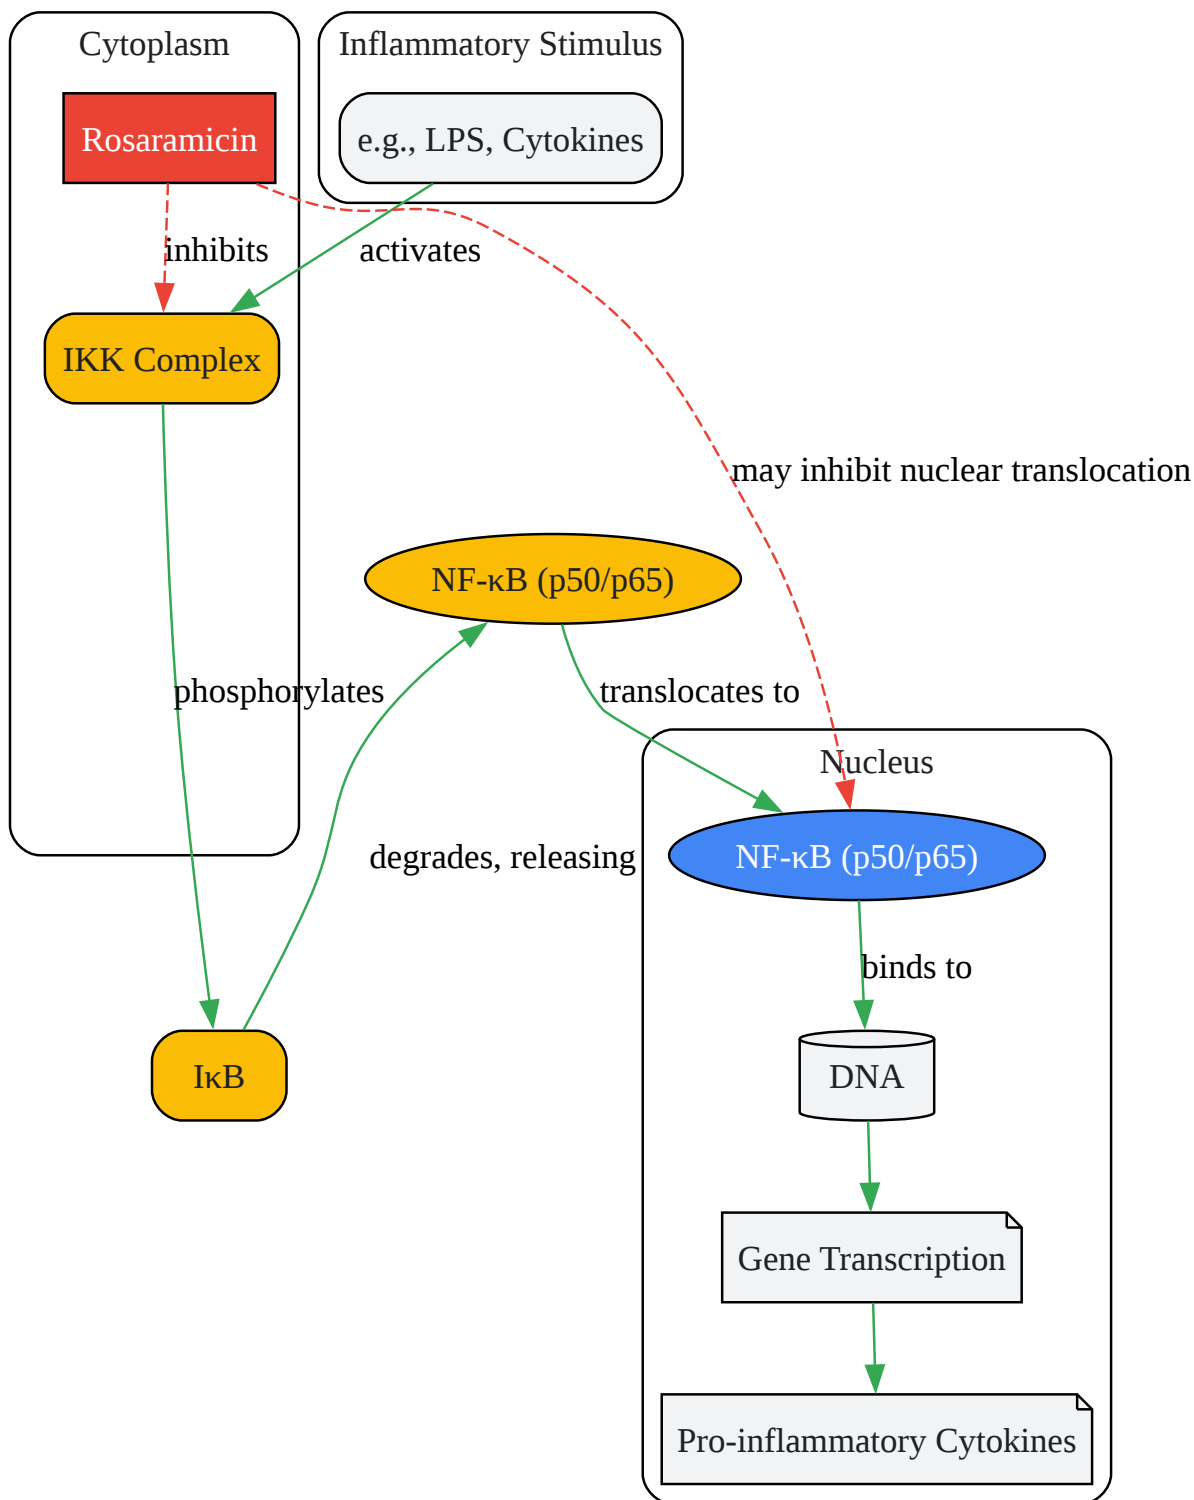 Cytoplasm
Inflammatory Stimulus
Rosaramicin
e.g., LPS, Cytokines
inhibits
activates
IKK Complex
may inhibit nuclear translocation
NF-κB (p50/p65)
phosphorylates
translocates to
Nucleus
degrades, releasing
NF-κB (p50/p65)
binds to
IκB
DNA
Gene Transcription
Pro-inflammatory Cytokines